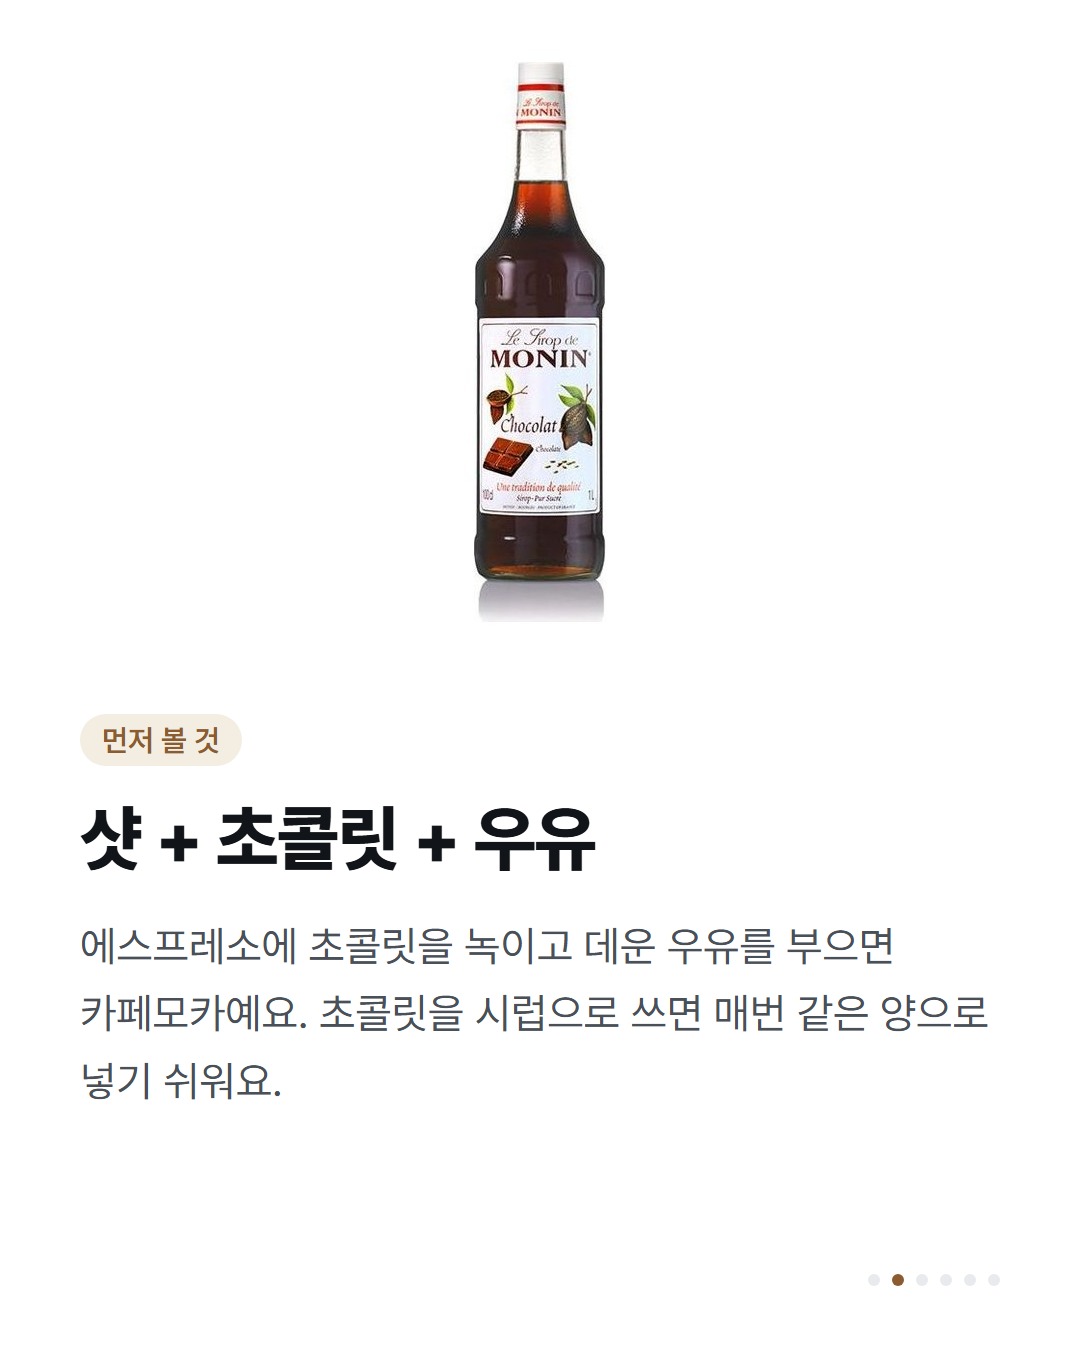 Le Sirop de
MONIN
Le Sirop de
MONIN
Chocolat
Chocolate
Une tradition de qualité
Sirop-Pur Sucre
100cl
1L
먼저 볼 것
샷 + 초콜릿 + 우유
에스프레소에 초콜릿을 녹이고 데운 우유를 부으면
카페모카예요. 초콜릿을 시럽으로 쓰면 매번 같은 양으로
넣기 쉬워요.